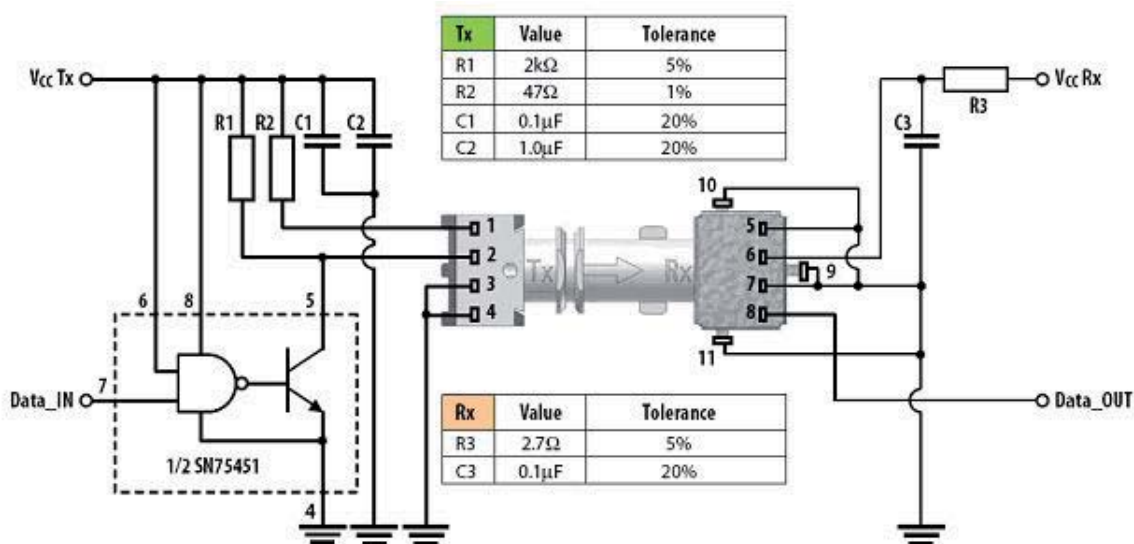 Tx Value Tolerance
R1 2kΩ 5%
R2 47Ω 1%
C1 0.1µF 20%
C2 1.0µF 20%
VCC Tx
R1 R2 C1 C2
VCC Rx
R3
C3
10
1
2
3
4
Tx
Rx
5
6
7
8
9
11
6 8 5
7
Data_IN
1/2 SN75451
4
Data_OUT
Rx Value Tolerance
R3 2.7Ω 5%
C3 0.1µF 20%